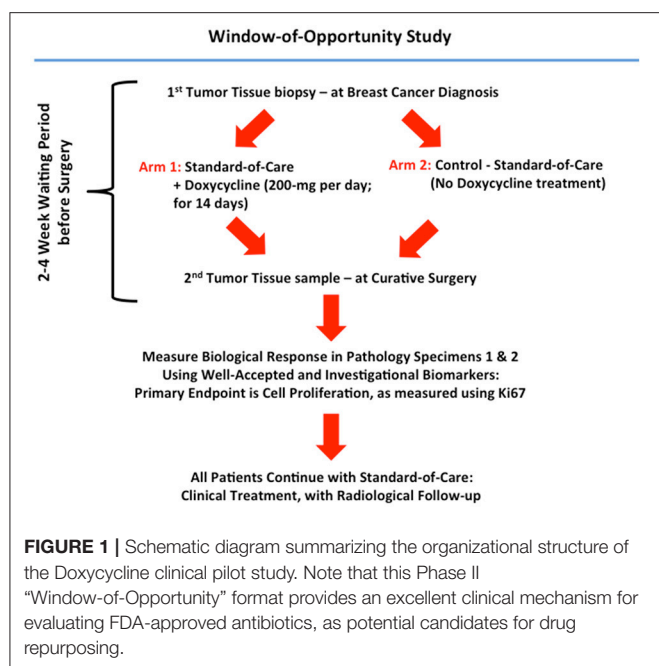 Window-of-Opportunity Study
1st Tumor Tissue biopsy – at Breast Cancer Diagnosis
2-4 Week Waiting Period
before Surgery
Arm 1: Standard-of-Care
+ Doxycycline (200-mg per day;
for 14 days)
Arm 2: Control - Standard-of-Care
(No Doxycycline treatment)
2nd Tumor Tissue sample – at Curative Surgery
Measure Biological Response in Pathology Specimens 1 & 2
Using Well-Accepted and Investigational Biomarkers:
Primary Endpoint is Cell Proliferation, as measured using Ki67
All Patients Continue with Standard-of-Care:
Clinical Treatment, with Radiological Follow-up
FIGURE 1 | Schematic diagram summarizing the organizational structure of
the Doxycycline clinical pilot study. Note that this Phase II
“Window-of-Opportunity” format provides an excellent clinical mechanism for
evaluating FDA-approved antibiotics, as potential candidates for drug
repurposing.